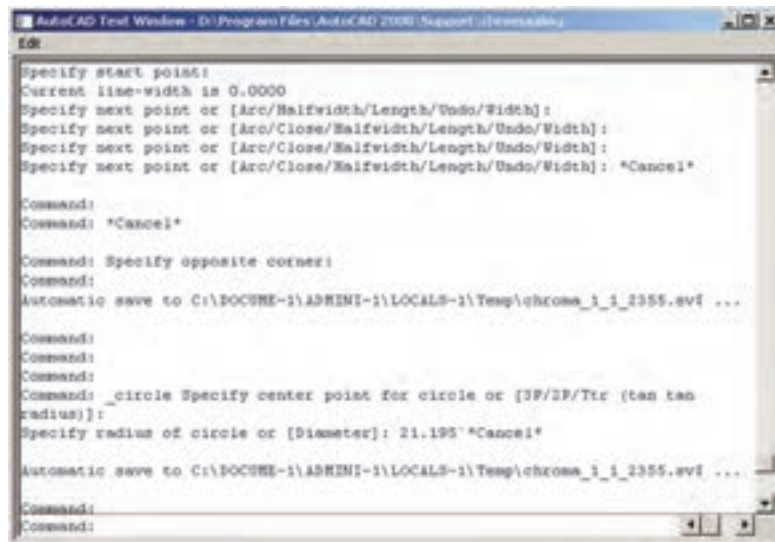 AutoCAD Text Window - D:\Program Files\AutoCAD 2000\Support\
Edit
Specify start point:
Current line-width is 0.0000
Specify next point or [Arc/Halfwidth/Length/Undo/Width]:
Specify next point or [Arc/Close/Halfwidth/Length/Undo/Width]:
Specify next point or [Arc/Close/Halfwidth/Length/Undo/Width]:
Specify next point or [Arc/Close/Halfwidth/Length/Undo/Width]: *Cancel*
Command:
Command: *Cancel*
Command: Specify opposite corner:
Command:
Automatic save to C:\DOCUME~1\ADMINI~1\LOCALS~1\Temp\chroma_1_1_2355.sv$ ...
Command:
Command:
Command:
Command: _circle Specify center point for circle or [3P/2P/Ttr (tan tan
radius)]:
Specify radius of circle or [Diameter]: 21.195`*Cancel*
Automatic save to C:\DOCUME~1\ADMINI~1\LOCALS~1\Temp\chroma_1_1_2355.sv$ ...
Command:
Command: